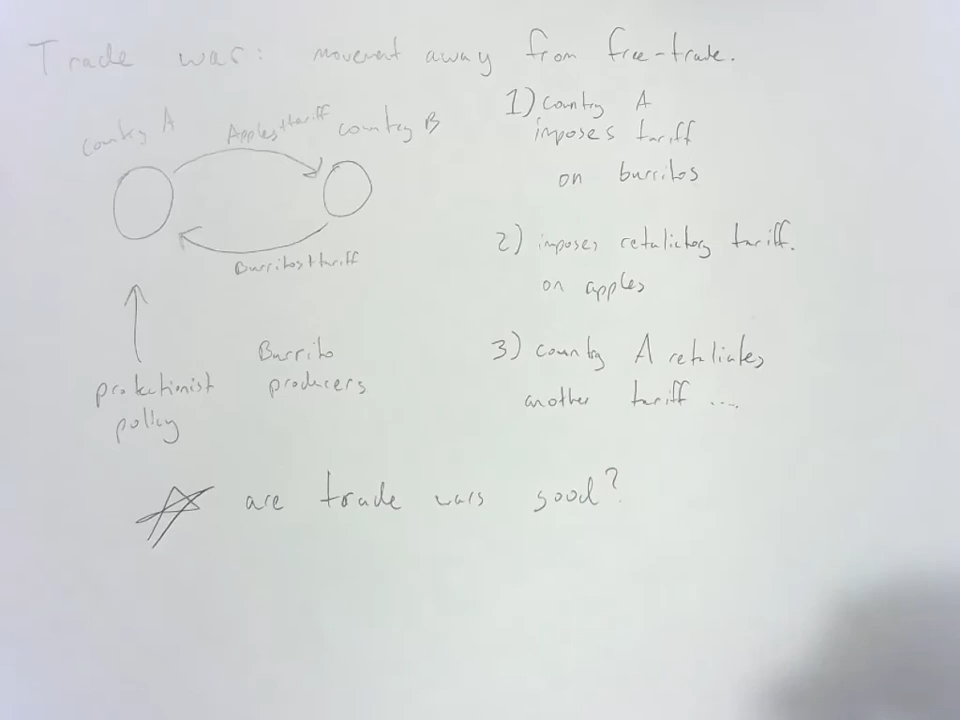 Trade war: movement away from free-trade.
country A
Apples+tariff
country B
Burritos+tariff
protectionist
policy
Burrito
producers
1) country A
imposes tariff
on burritos
2) imposes retaliatory tariff.
on apples
3) country A retaliates
another tariff ....
are trade wars good?